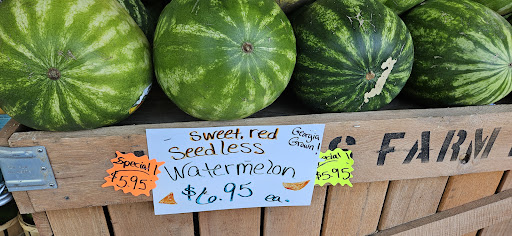 sweet, red
Georgia
Grown!
Seedless
Watermelon
$6.95 ea.
Special!
$5.95
Special!
$5.95
FARM